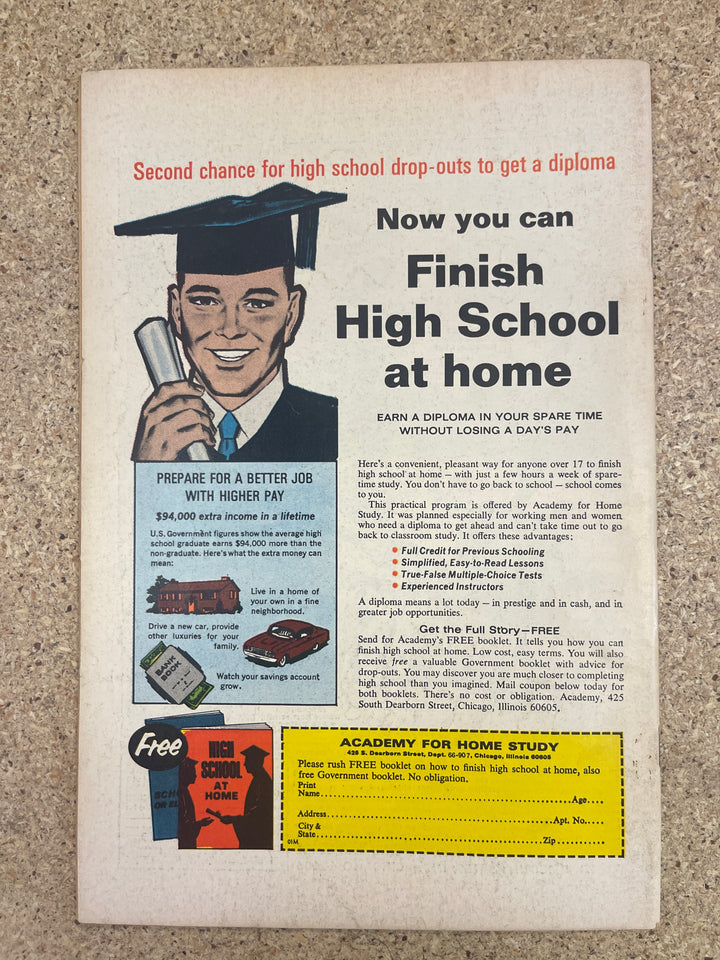 Second chance for high school drop-outs to get a diploma
Now you can
Finish
High School
at home
EARN A DIPLOMA IN YOUR SPARE TIME
WITHOUT LOSING A DAY'S PAY
PREPARE FOR A BETTER JOB
WITH HIGHER PAY
$94,000 extra income in a lifetime
U.S. Government figures show the average high
school graduate earns $94,000 more than the
non-graduate. Here's what the extra money can
mean:
Live in a home of
your own in a fine
neighborhood.
Drive a new car, provide
other luxuries for your
family.
BANK
BOOK
Watch your savings account
grow.
Here's a convenient, pleasant way for anyone over 17 to finish
high school at home – with just a few hours a week of spare-
time study. You don't have to go back to school – school comes
to you.
This practical program is offered by Academy for Home
Study. It was planned especially for working men and women
who need a diploma to get ahead and can't take time out to go
back to classroom study. It offers these advantages:
• Full Credit for Previous Schooling
• Simplified, Easy-to-Read Lessons
• True-False Multiple-Choice Tests
• Experienced Instructors
A diploma means a lot today – in prestige and in cash, and in
greater job opportunities.
Get the Full Story—FREE
Send for Academy's FREE booklet. It tells you how you can
finish high school at home. Low cost, easy terms. You will also
receive free a valuable Government booklet with advice for
drop-outs. You may discover you are much closer to completing
high school than you imagined. Mail coupon below today for
both booklets. There's no cost or obligation. Academy, 425
South Dearborn Street, Chicago, Illinois 60605.
Free
HIGH
SCHOOL
AT
HOME
ACADEMY FOR HOME STUDY
425 S. Dearborn Street, Dept. 66-907, Chicago, Illinois 60605
Please rush FREE booklet on how to finish high school at home, also
free Government booklet. No obligation.
Print
Name..........Age....
Address..........Apt. No.....
City &
State..........Zip..........
01M